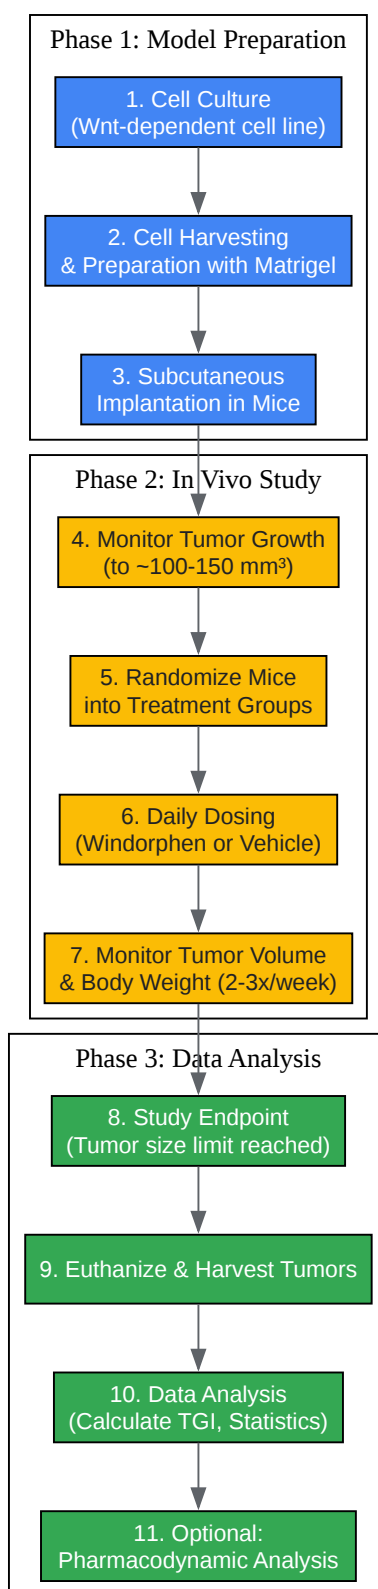 Phase 1: Model Preparation
1. Cell Culture
(Wnt-dependent cell line)
2. Cell Harvesting
& Preparation with Matrigel
3. Subcutaneous
Implantation in Mice
Phase 2: In Vivo Study
4. Monitor Tumor Growth
(to ~100-150 mm³)
5. Randomize Mice
into Treatment Groups
6. Daily Dosing
(Windorphen or Vehicle)
7. Monitor Tumor Volume
& Body Weight (2-3x/week)
Phase 3: Data Analysis
8. Study Endpoint
(Tumor size limit reached)
9. Euthanize & Harvest Tumors
10. Data Analysis
(Calculate TGI, Statistics)
11. Optional:
Pharmacodynamic Analysis